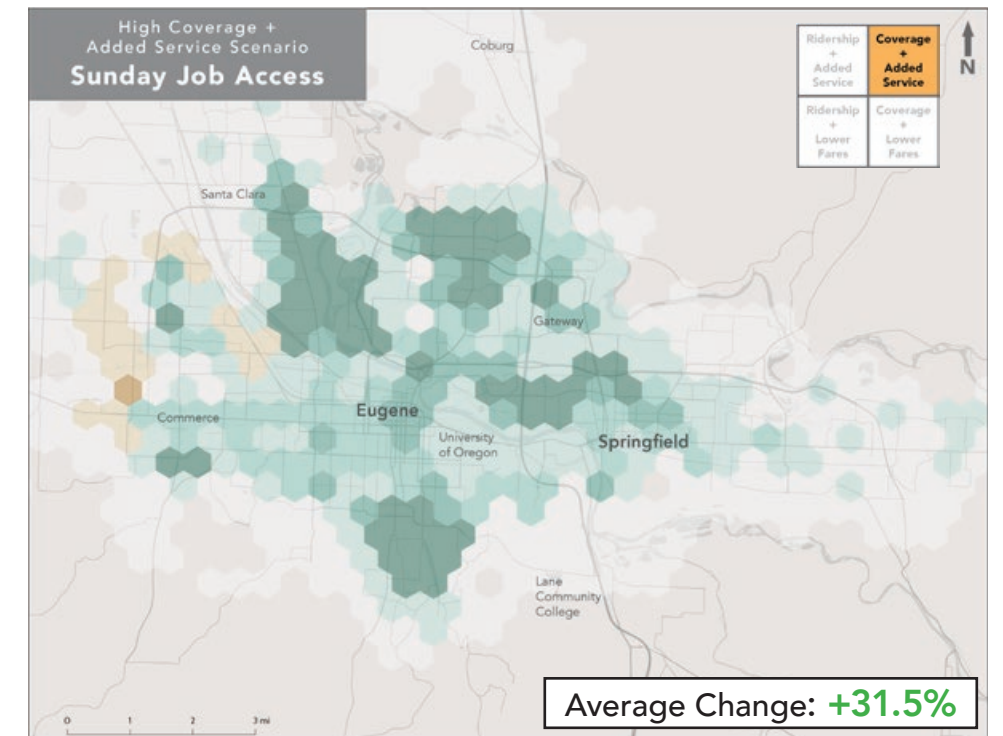 High Coverage +
Added Service Scenario
Sunday Job Access
Ridership
+
Added
Service
Coverage
+
Added
Service
Ridership
+
Lower
Fares
Coverage
+
Lower
Fares
N
Coburg
Santa Clara
Gateway
Commerce
Eugene
University
of Oregon
Springfield
Lane
Community
College
0 1 2 3 mi
Average Change: +31.5%